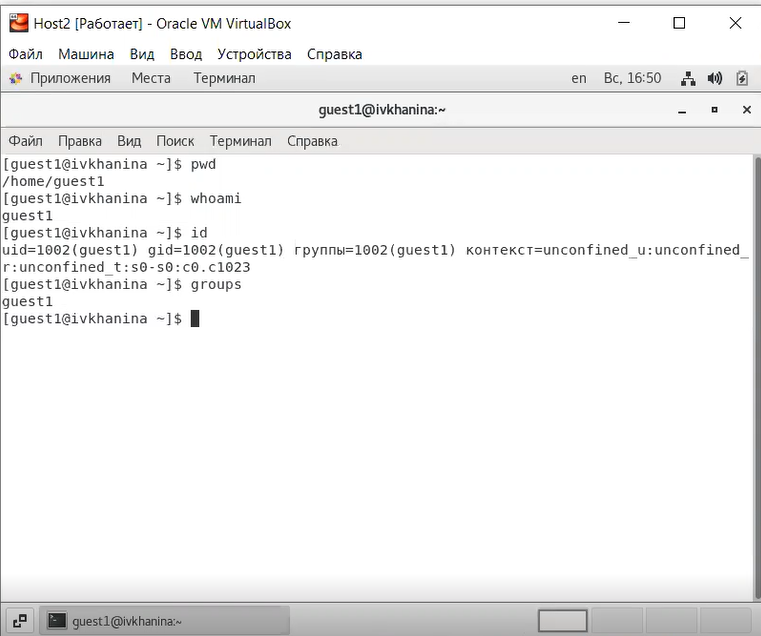 Host2 [Работает] - Oracle VM VirtualBox
Файл Машина Вид Ввод Устройства Справка
Приложения Места Терминал en Вс, 16:50
guest1@ivkhanina:~
Файл Правка Вид Поиск Терминал Справка
[guest1@ivkhanina ~]$ pwd
/home/guest1
[guest1@ivkhanina ~]$ whoami
guest1
[guest1@ivkhanina ~]$ id
uid=1002(guest1) gid=1002(guest1) группы=1002(guest1) контекст=unconfined_u:unconfined_
r:unconfined_t:s0-s0:c0.c1023
[guest1@ivkhanina ~]$ groups
guest1
[guest1@ivkhanina ~]$
guest1@ivkhanina:~